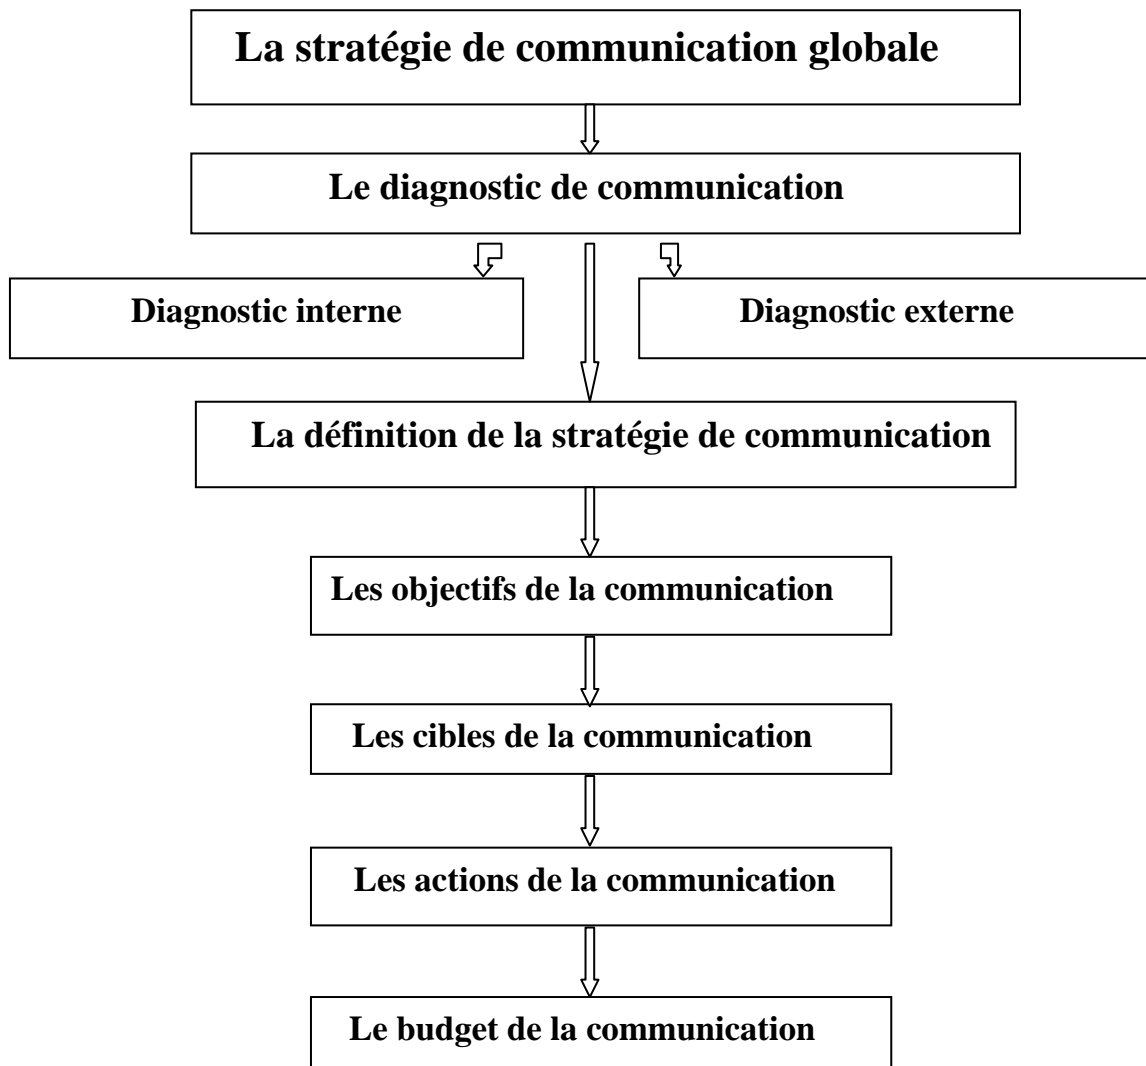 La stratégie de communication globale
Le diagnostic de communication
Diagnostic interne
Diagnostic externe
La définition de la stratégie de communication
Les objectifs de la communication
Les cibles de la communication
Les actions de la communication
Le budget de la communication